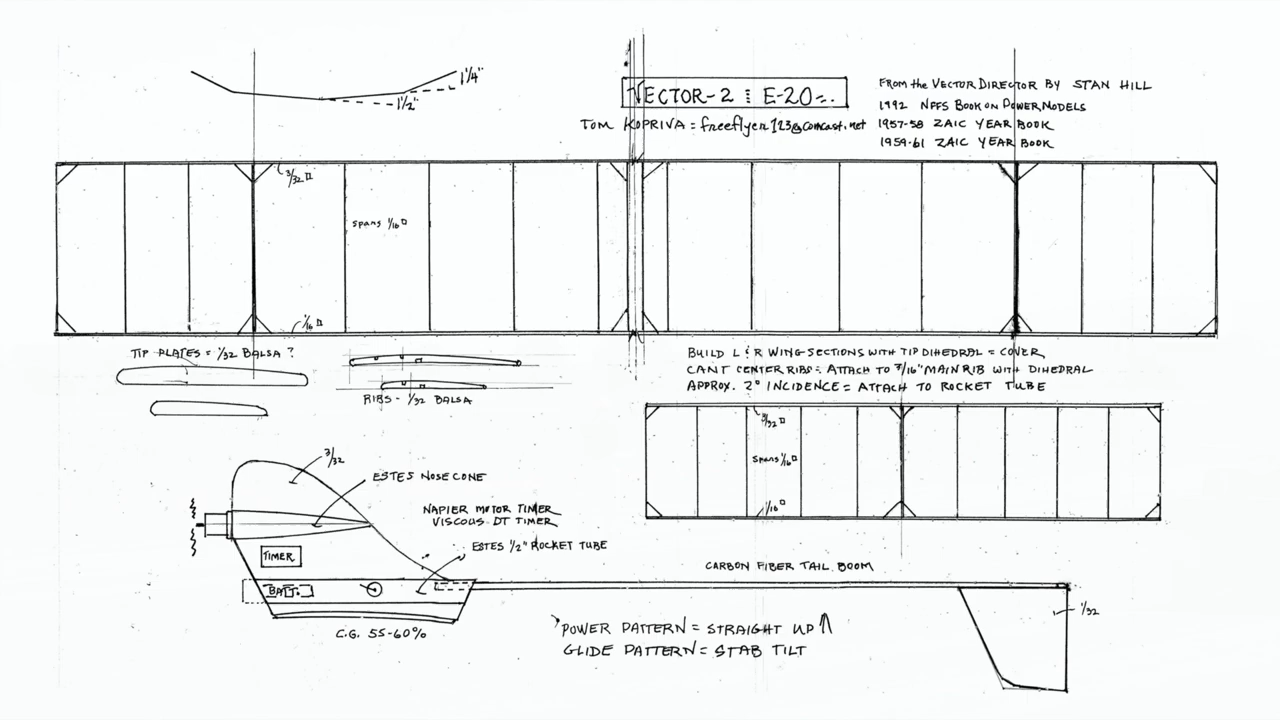 1 1/4"
1 1/2"
VECTOR-2 : E-20
TOM KOPRIVA = freeflyer123@comcast.net
FROM the VECTOR DIRECTOR BY STAN HILL
1992 NFFS BOOK ON POWER MODELS
1957-58 ZAIC YEAR BOOK
1959-61 ZAIC YEAR BOOK
3/32 □
spars 1/16 □
1/16 □
TIP PLATES = 1/32 BALSA ?
RIBS - 1/32 BALSA
BUILD L & R WING SECTIONS WITH TIP DIHEDRAL = COVER
CANT CENTER RIBS = ATTACH TO 3/16" MAIN RIB WITH DIHEDRAL
APPROX. 2° INCIDENCE = ATTACH TO ROCKET TUBE
3/32 □
spars 1/16 □
1/16 □
3/32
ESTES NOSE CONE
NAPIER MOTOR TIMER
VISCOUS DT TIMER
ESTES 1/2" ROCKET TUBE
TIMER
BATT.
C.G. 55-60%
CARBON FIBER TAIL BOOM
1/32
POWER PATTERN = STRAIGHT UP ↑
GLIDE PATTERN = STAB TILT